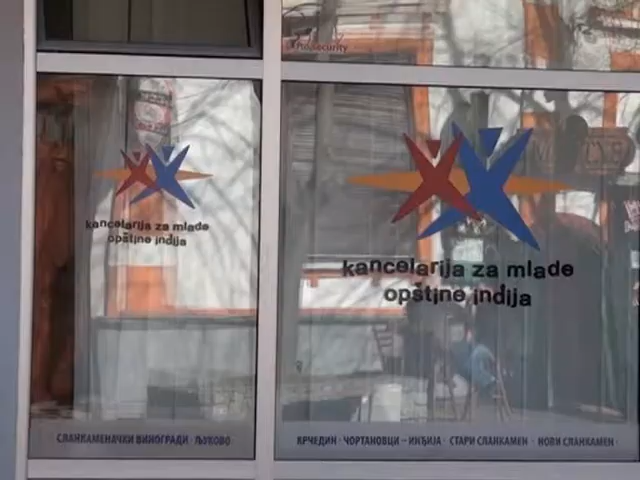 kancelarija za mlade
opštine inđija
kancelarija za mlade
opštine inđija
СЛАНКАМЕНАЧКИ ВИНОГРАДИ · ЉУКОВО
КРЧЕДИН · ЧОРТАНОВЦИ – ИНЂИЈА · СТАРИ СЛАНКАМЕН · НОВИ СЛАНКАМЕН ·